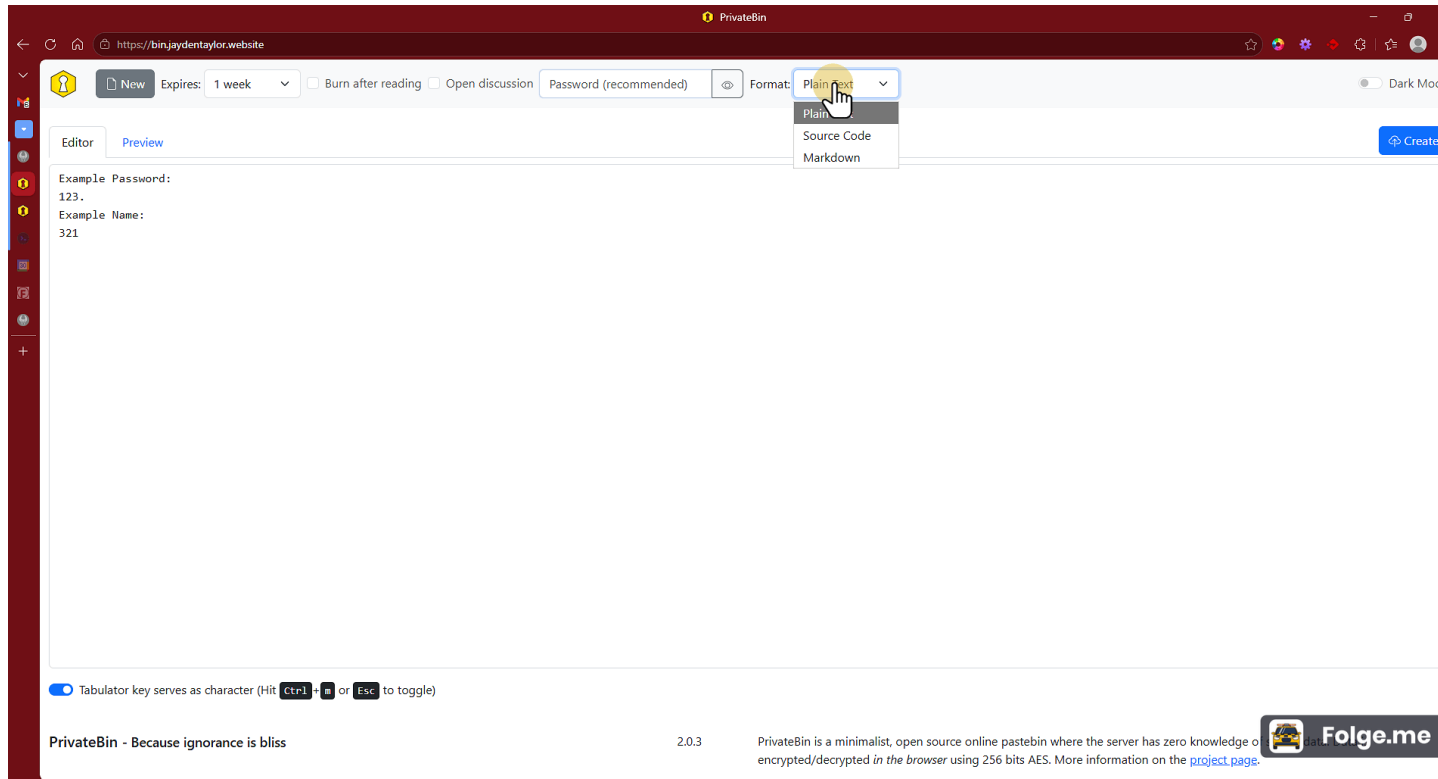 PrivateBin
https://bin.jaydentaylor.website
New Expires: 1 week Burn after reading Open discussion Password (recommended) Format: Plain Text Dark Mod
Plain
Source Code
Markdown
Editor Preview Create
Example Password:
123.
Example Name:
321
Tabulator key serves as character (Hit Ctrl + m or Esc to toggle)
PrivateBin - Because ignorance is bliss 2.0.3 PrivateBin is a minimalist, open source online pastebin where the server has zero knowledge of
encrypted/decrypted in the browser using 256 bits AES. More information on the project page.
Folge.me